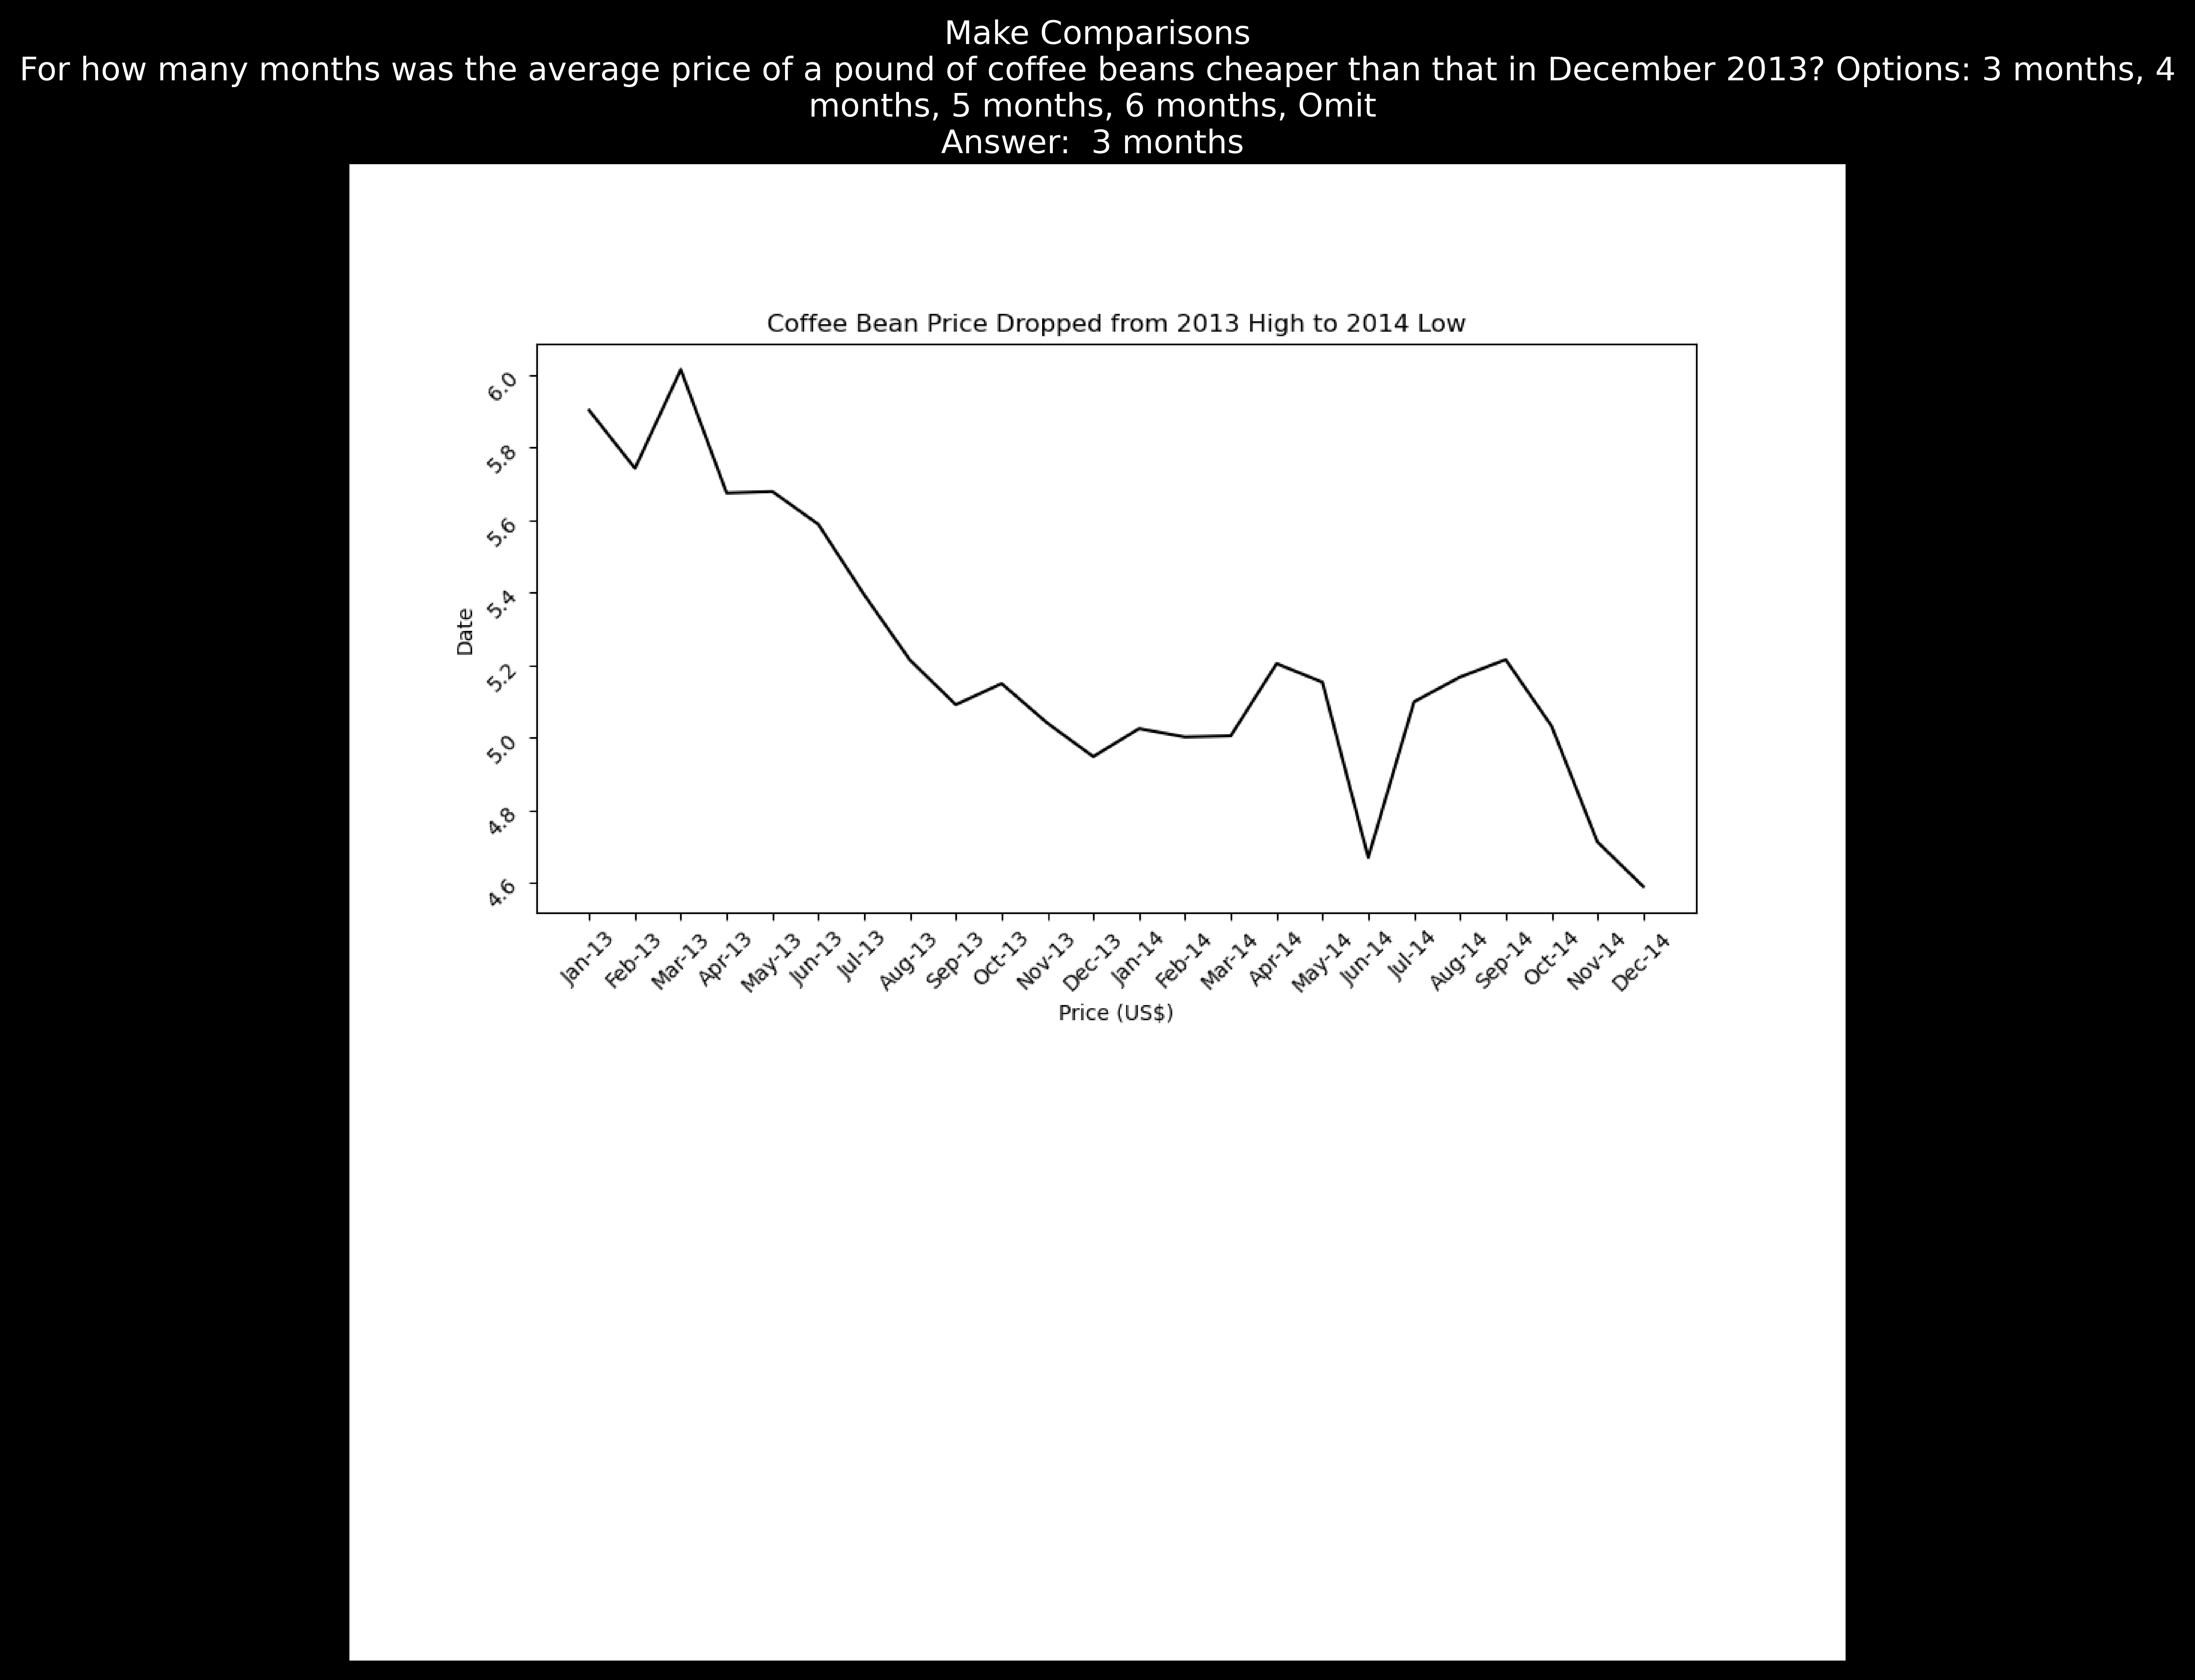 Make Comparisons
For how many months was the average price of a pound of coffee beans cheaper than that in December 2013? Options: 3 months, 4
months, 5 months, 6 months, Omit
Answer:  3 months
Coffee Bean Price Dropped from 2013 High to 2014 Low
6.0
5.8
5.6
5.4
5.2
5.0
4.8
4.6
Date
Jan-13
Feb-13
Mar-13
Apr-13
May-13
Jun-13
Jul-13
Aug-13
Sep-13
Oct-13
Nov-13
Dec-13
Jan-14
Feb-14
Mar-14
Apr-14
May-14
Jun-14
Jul-14
Aug-14
Sep-14
Oct-14
Nov-14
Dec-14
Price (US$)